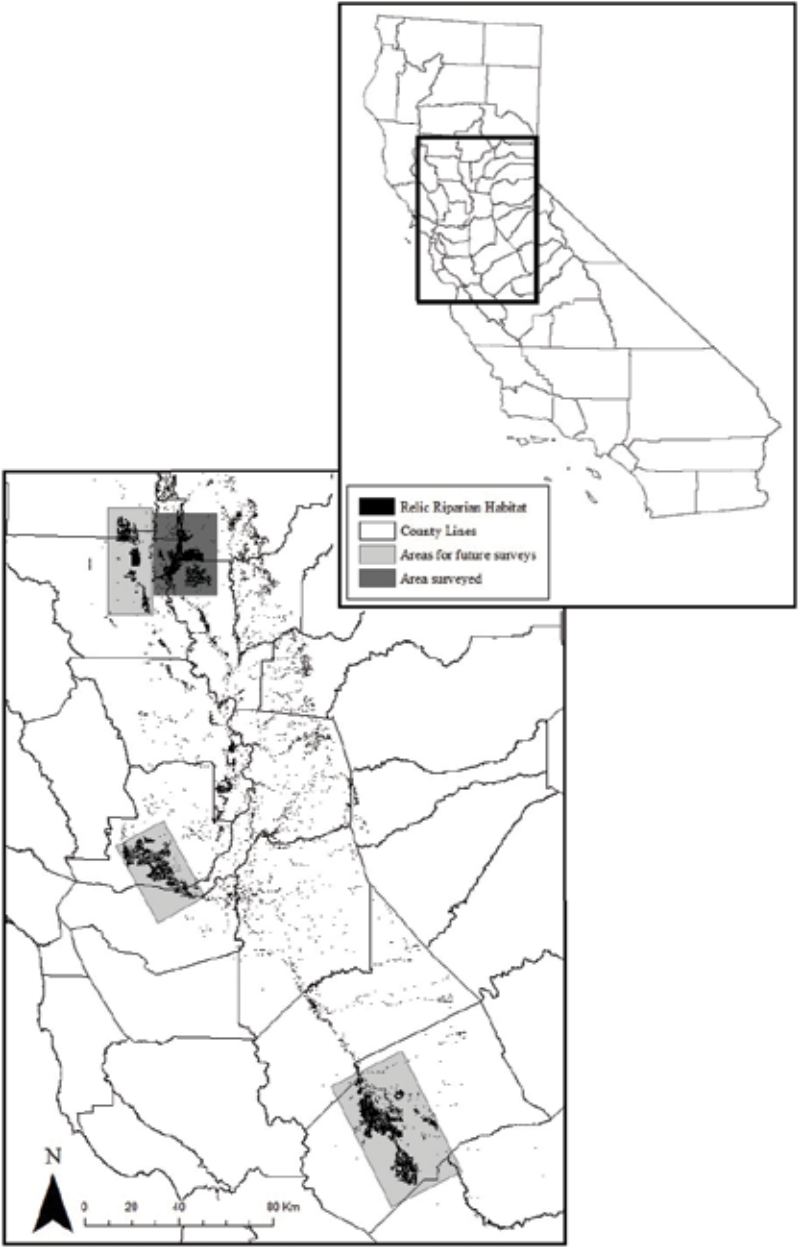 Relic Riparian Habitat
County Lines
Areas for future surveys
Area surveyed
N
0 20 40 80 Km